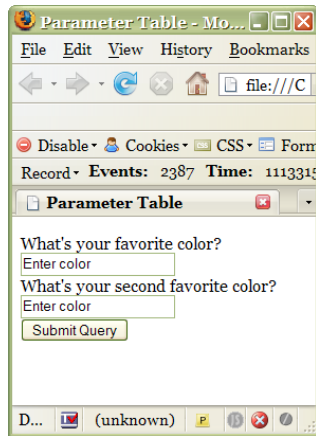 Parameter Table - Mo...
File Edit View History Bookmarks
file:///C
Disable Cookies CSS Form
Record Events: 2387 Time: 1113315
Parameter Table
What's your favorite color?
Enter color
What's your second favorite color?
Enter color
Submit Query
D... (unknown) P